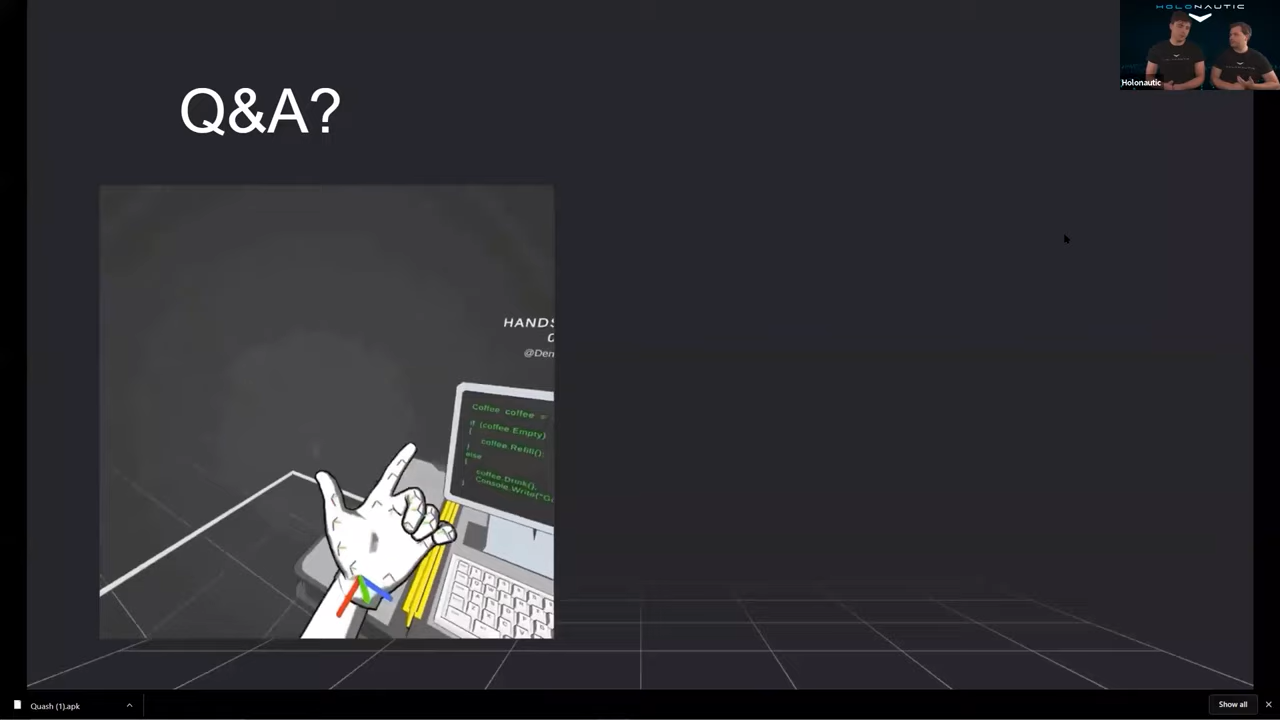 HOLONAUTIC
Holonautic
Q&A?
HANDS
@Den
Coffee coffee =
if (coffee.Empty)
{
coffee.Refill();
}
else
{
coffee.Drink();
Console.Write("G
}
Quash (1).apk
Show all